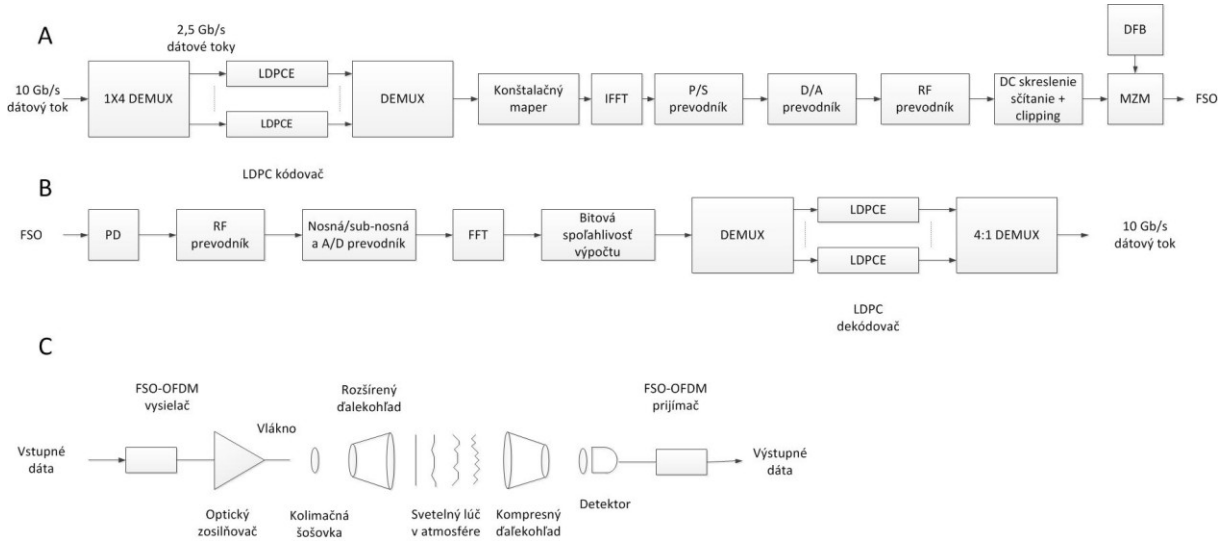 A
2,5 Gb/s
dátové toky
DFB
10 Gb/s
dátový tok
1X4 DEMUX
LDPCE
LDPCE
DEMUX
Konštalačný
maper
IFFT
P/S
prevodník
D/A
prevodník
RF
prevodník
DC skreslenie
sčítanie +
clipping
MZM
FSO
LDPC kódovač
B
FSO
PD
RF
prevodník
Nosná/sub-nosná
a A/D prevodník
FFT
Bitová
spoľahlivosť
výpočtu
DEMUX
LDPCE
LDPCE
4:1 DEMUX
10 Gb/s
dátový tok
LDPC
dekódovač
C
FSO-OFDM
vysielač
Rozšírený
ďalekohľad
FSO-OFDM
prijímač
Vstupné
dáta
Vlákno
Výstupné
dáta
Optický
zosilňovač
Kolimačná
šošovka
Svetelný lúč
v atmosfére
Kompresný
ďaľekohľad
Detektor